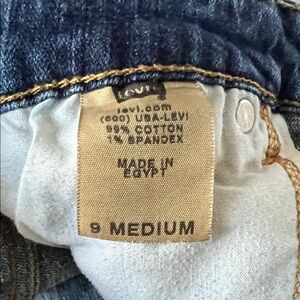 Levi's
levi.com
(800) USA-LEVI
99% COTTON
1% SPANDEX
MADE IN
EGYPT
9 MEDIUM